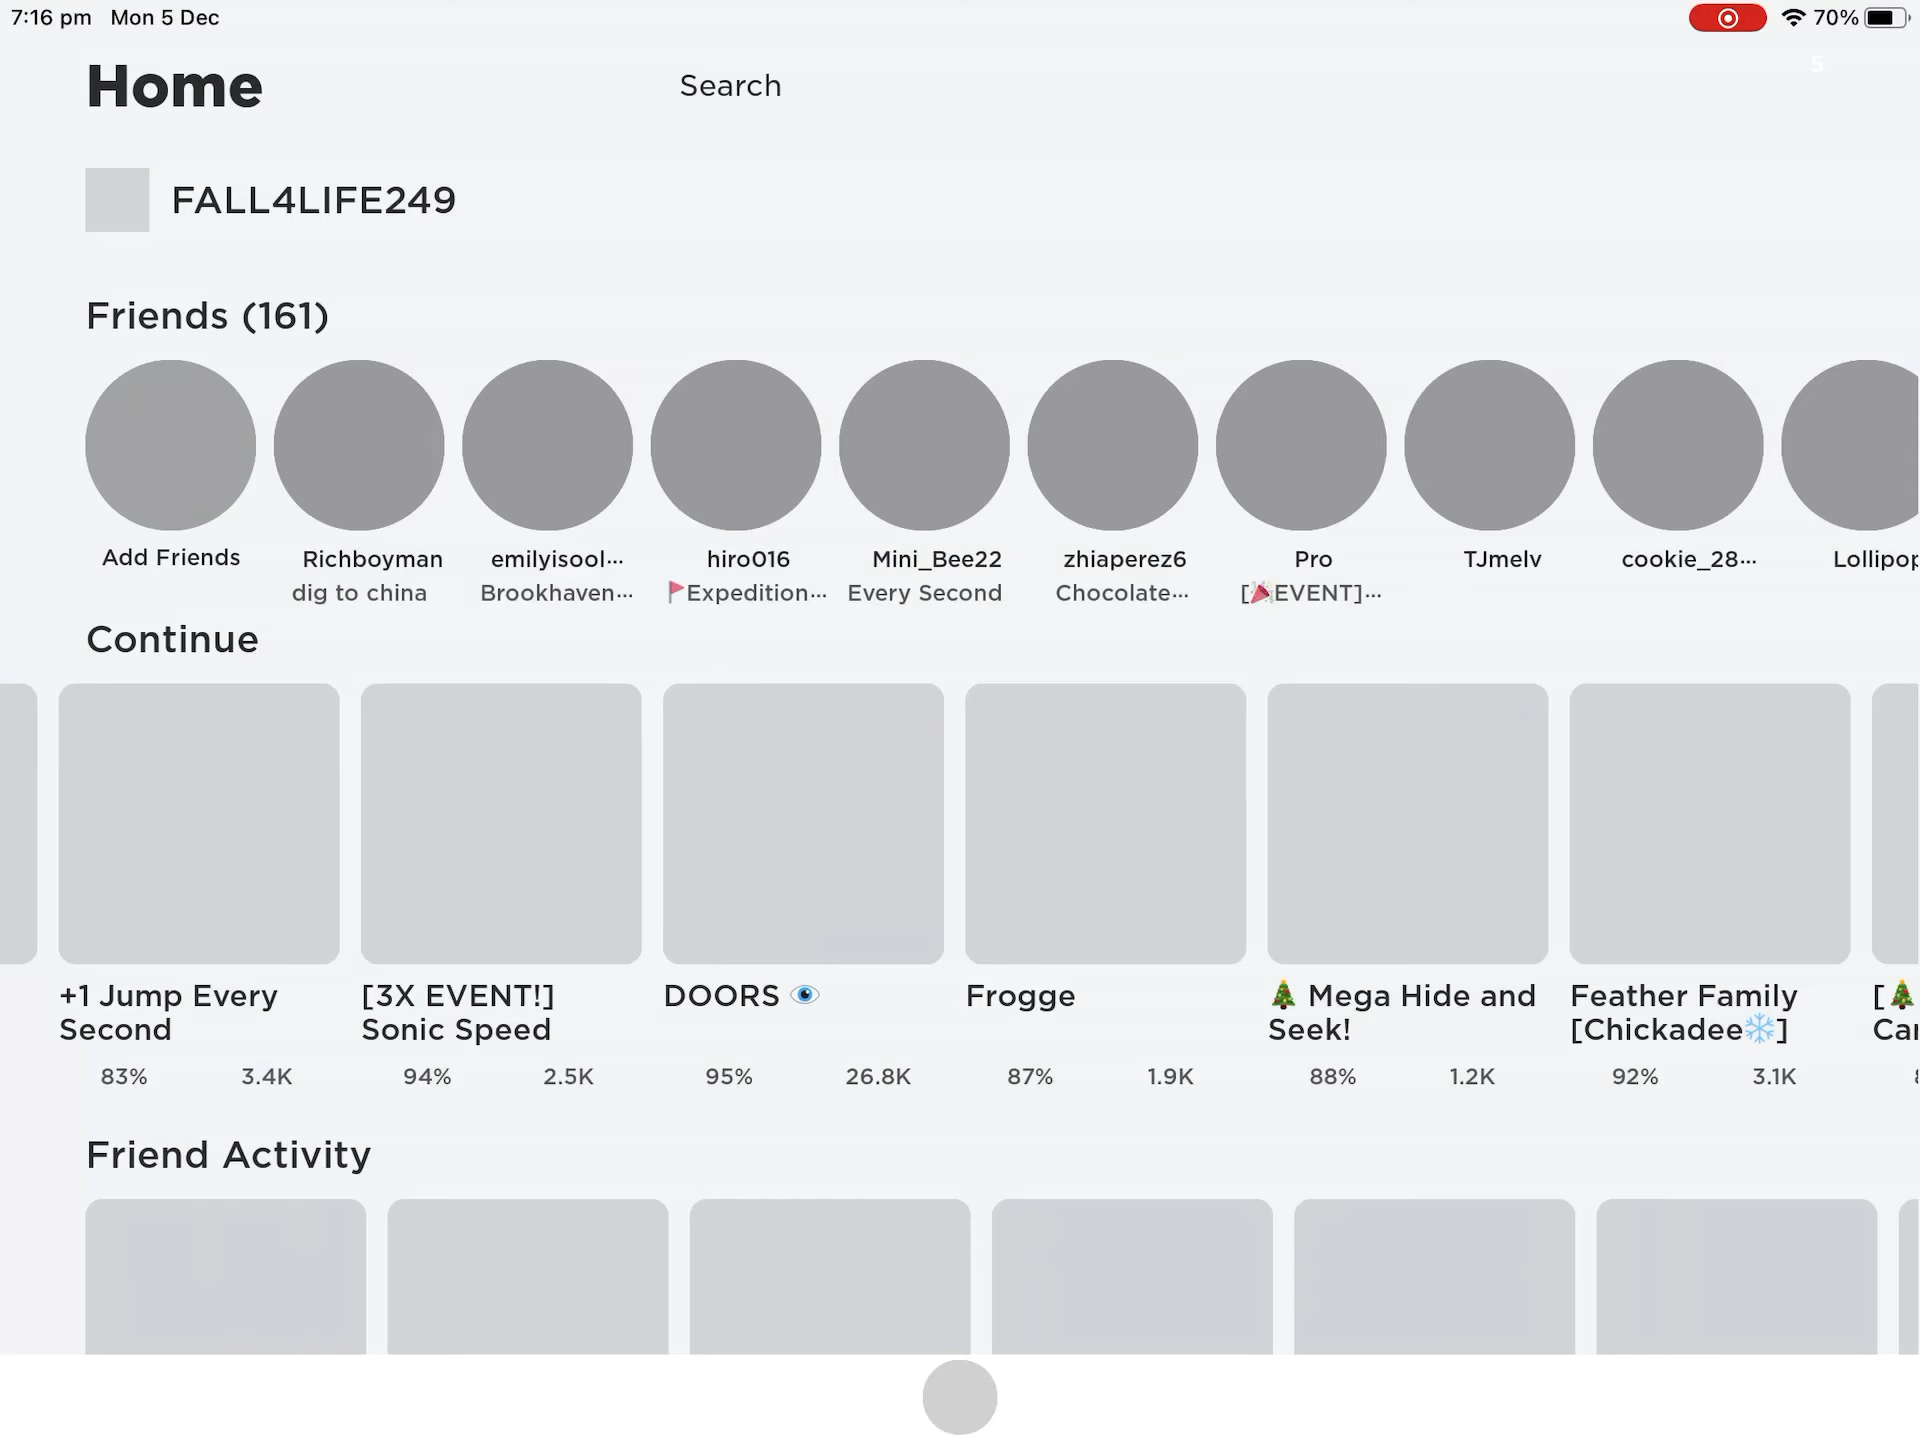 7:16 pm Mon 5 Dec
70%
Home
Search
FALL4LIFE249
Friends (161)
Add Friends
Richboyman
emilyisool...
hiro016
Mini_Bee22
zhiaperez6
Pro
TJmelv
cookie_28...
Lollipop
dig to china
Brookhaven...
🚩Expedition...
Every Second
Chocolate...
[🎉EVENT]...
Continue
+1 Jump Every
Second
83% 3.4K
[3X EVENT!]
Sonic Speed
94% 2.5K
DOORS 👁️
95% 26.8K
Frogge
87% 1.9K
🎄 Mega Hide and
Seek!
88% 1.2K
Feather Family
[Chickadee❄️]
92% 3.1K
[🎄
Friend Activity